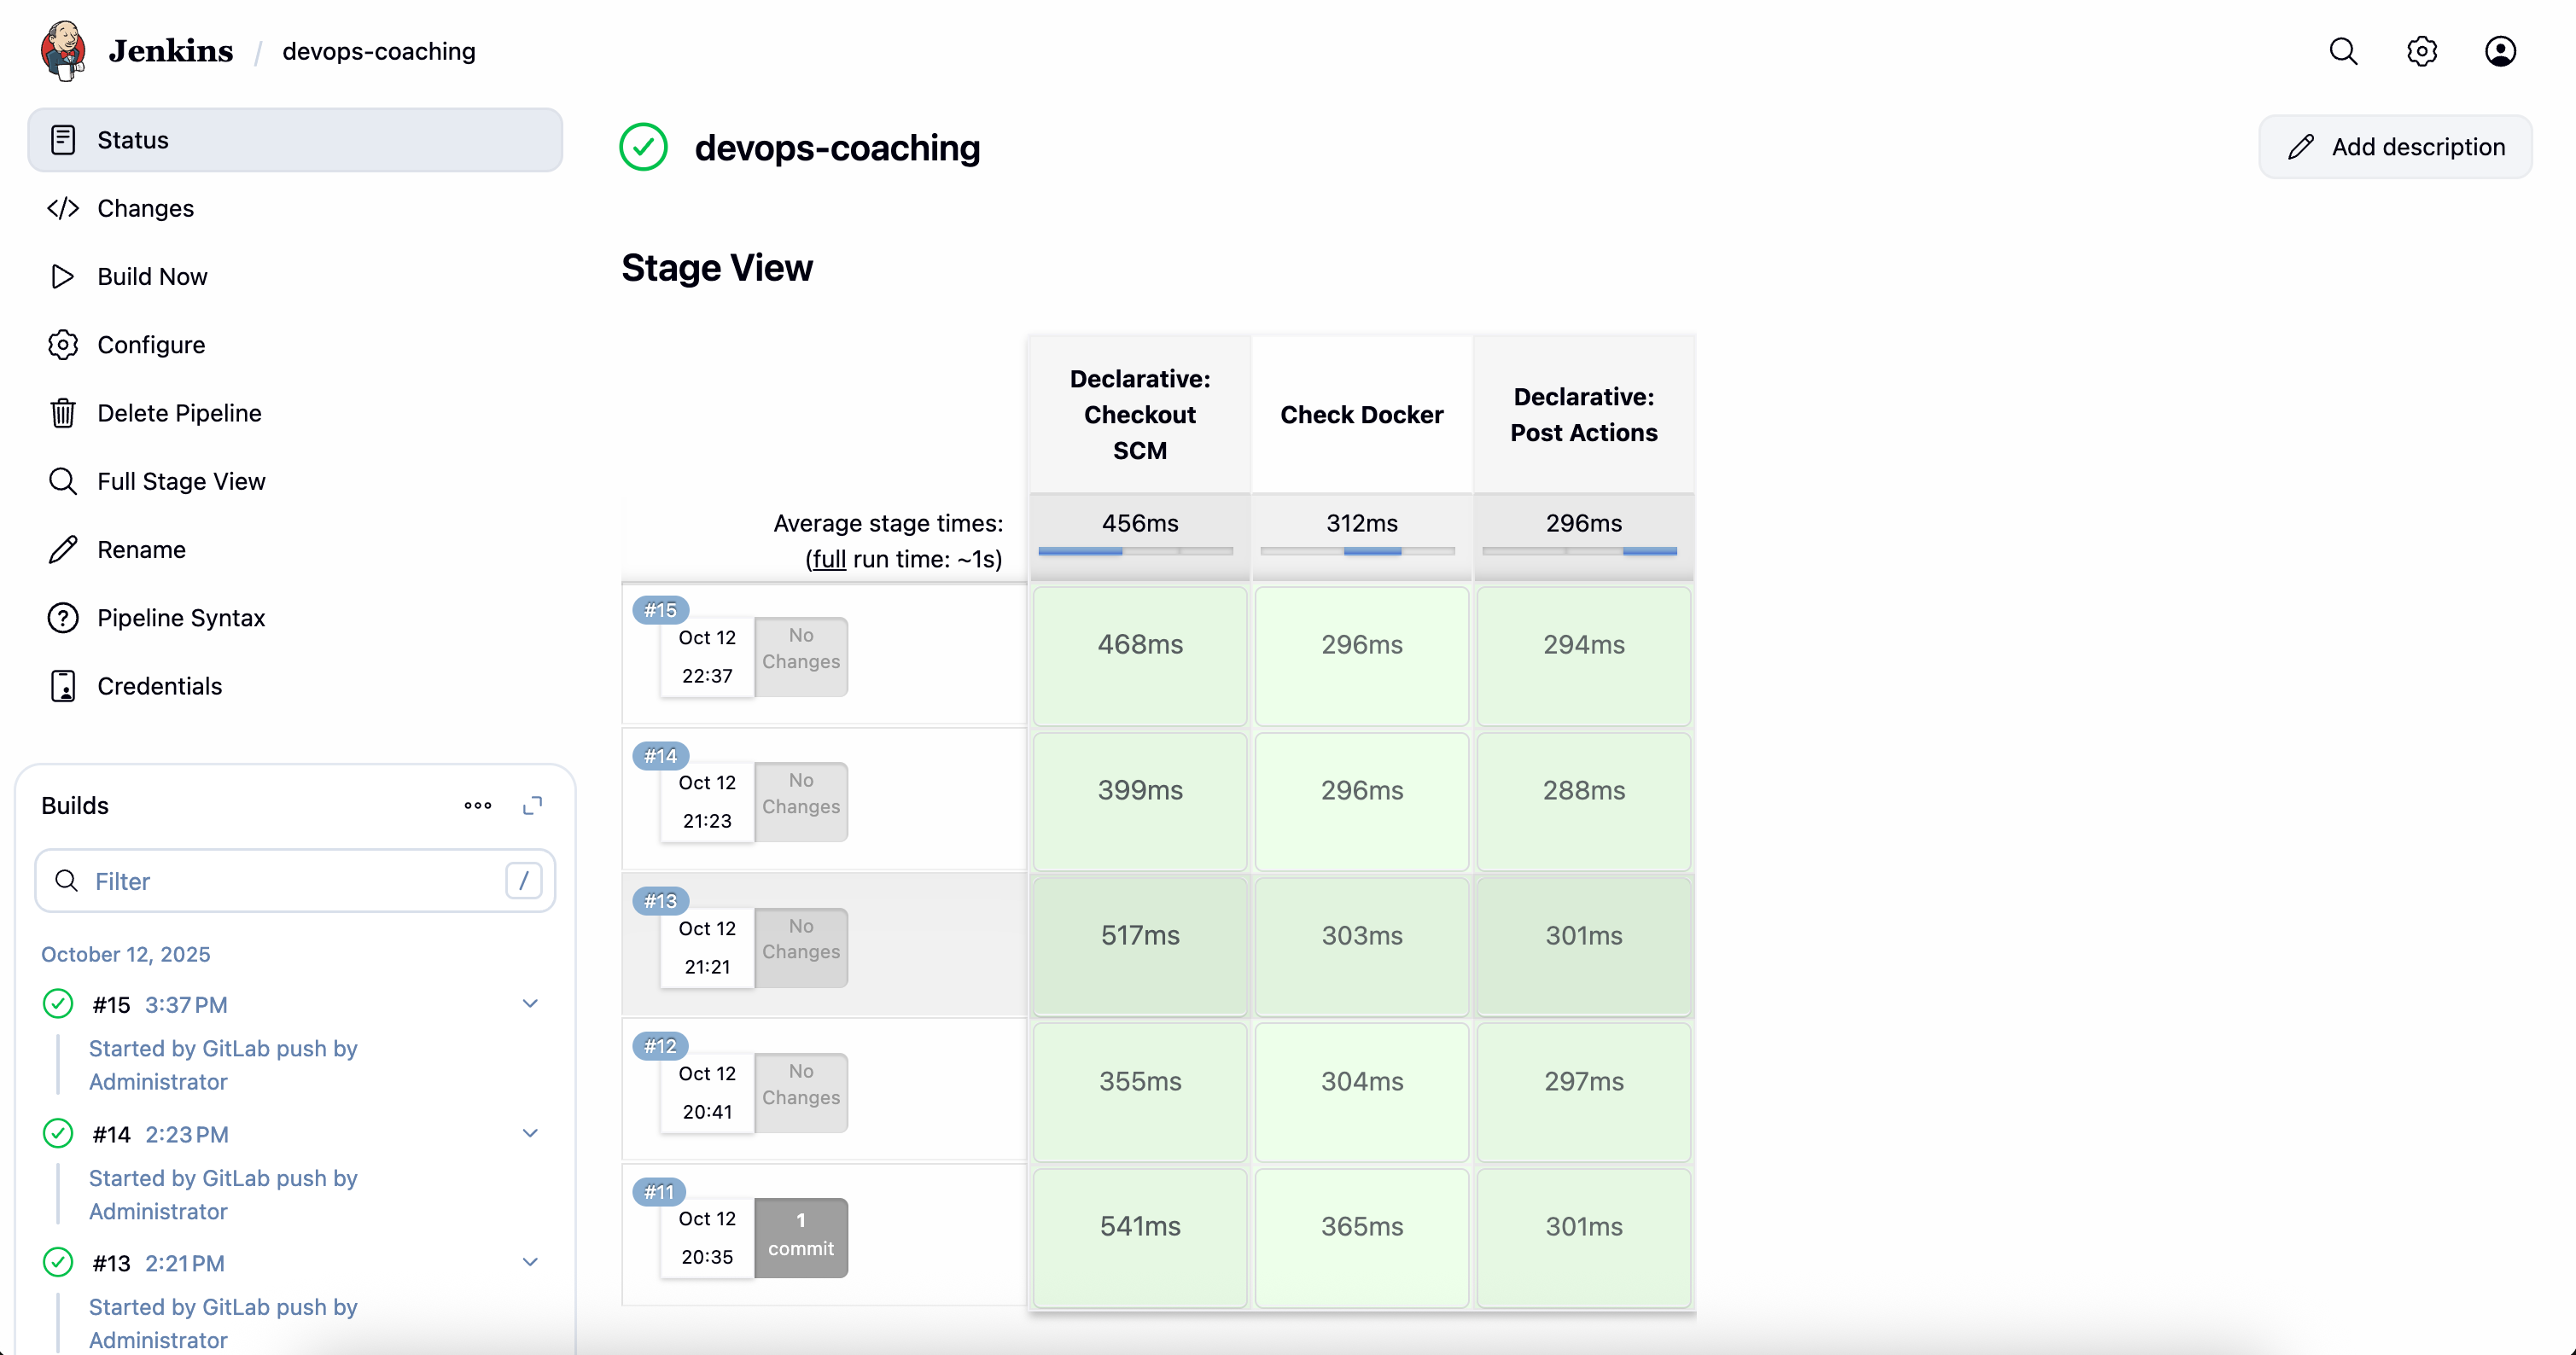 Jenkins / devops-coaching
Status
Changes
Build Now
Configure
Delete Pipeline
Full Stage View
Rename
Pipeline Syntax
Credentials
Builds
Filter /
October 12, 2025
#15 3:37 PM
Started by GitLab push by
Administrator
#14 2:23 PM
Started by GitLab push by
Administrator
#13 2:21 PM
Started by GitLab push by
Administrator
devops-coaching
Add description
Stage View
Declarative:
Checkout
SCM
Check Docker
Declarative:
Post Actions
Average stage times:
(full run time: ~1s)
456ms 312ms 296ms
#15
Oct 12
22:37
No
Changes
468ms 296ms 294ms
#14
Oct 12
21:23
No
Changes
399ms 296ms 288ms
#13
Oct 12
21:21
No
Changes
517ms 303ms 301ms
#12
Oct 12
20:41
No
Changes
355ms 304ms 297ms
#11
Oct 12
20:35
1
commit
541ms 365ms 301ms